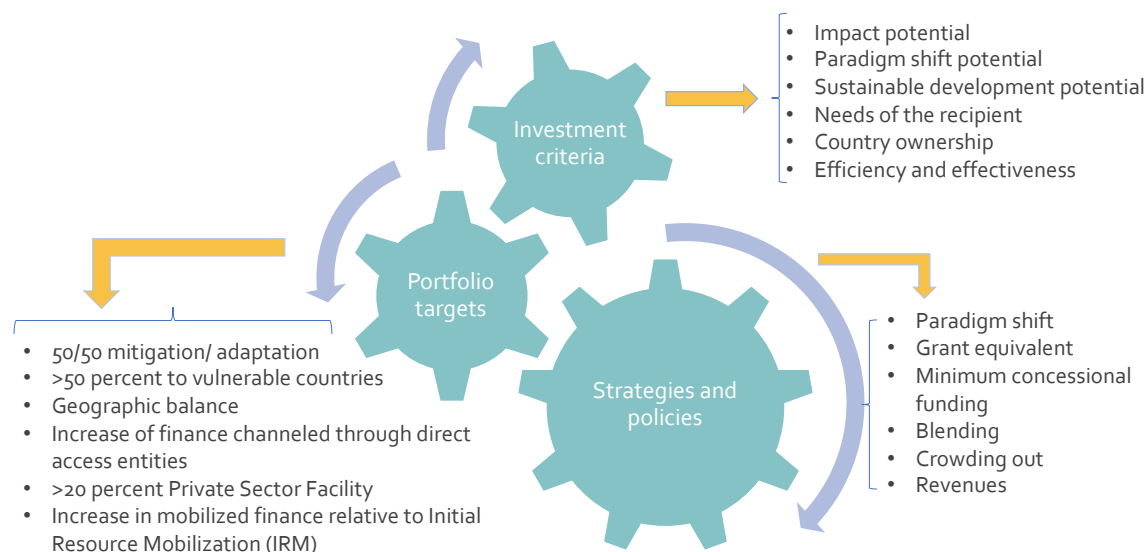 • Impact potential
• Paradigm shift potential
• Sustainable development potential
• Needs of the recipient
• Country ownership
• Efficiency and effectiveness
Investment
criteria
Portfolio
targets
• 50/50 mitigation/ adaptation
• >50 percent to vulnerable countries
• Geographic balance
• Increase of finance channeled through direct
access entities
• >20 percent Private Sector Facility
• Increase in mobilized finance relative to Initial
Resource Mobilization (IRM)
Strategies and
policies
• Paradigm shift
• Grant equivalent
• Minimum concessional
funding
• Blending
• Crowding out
• Revenues